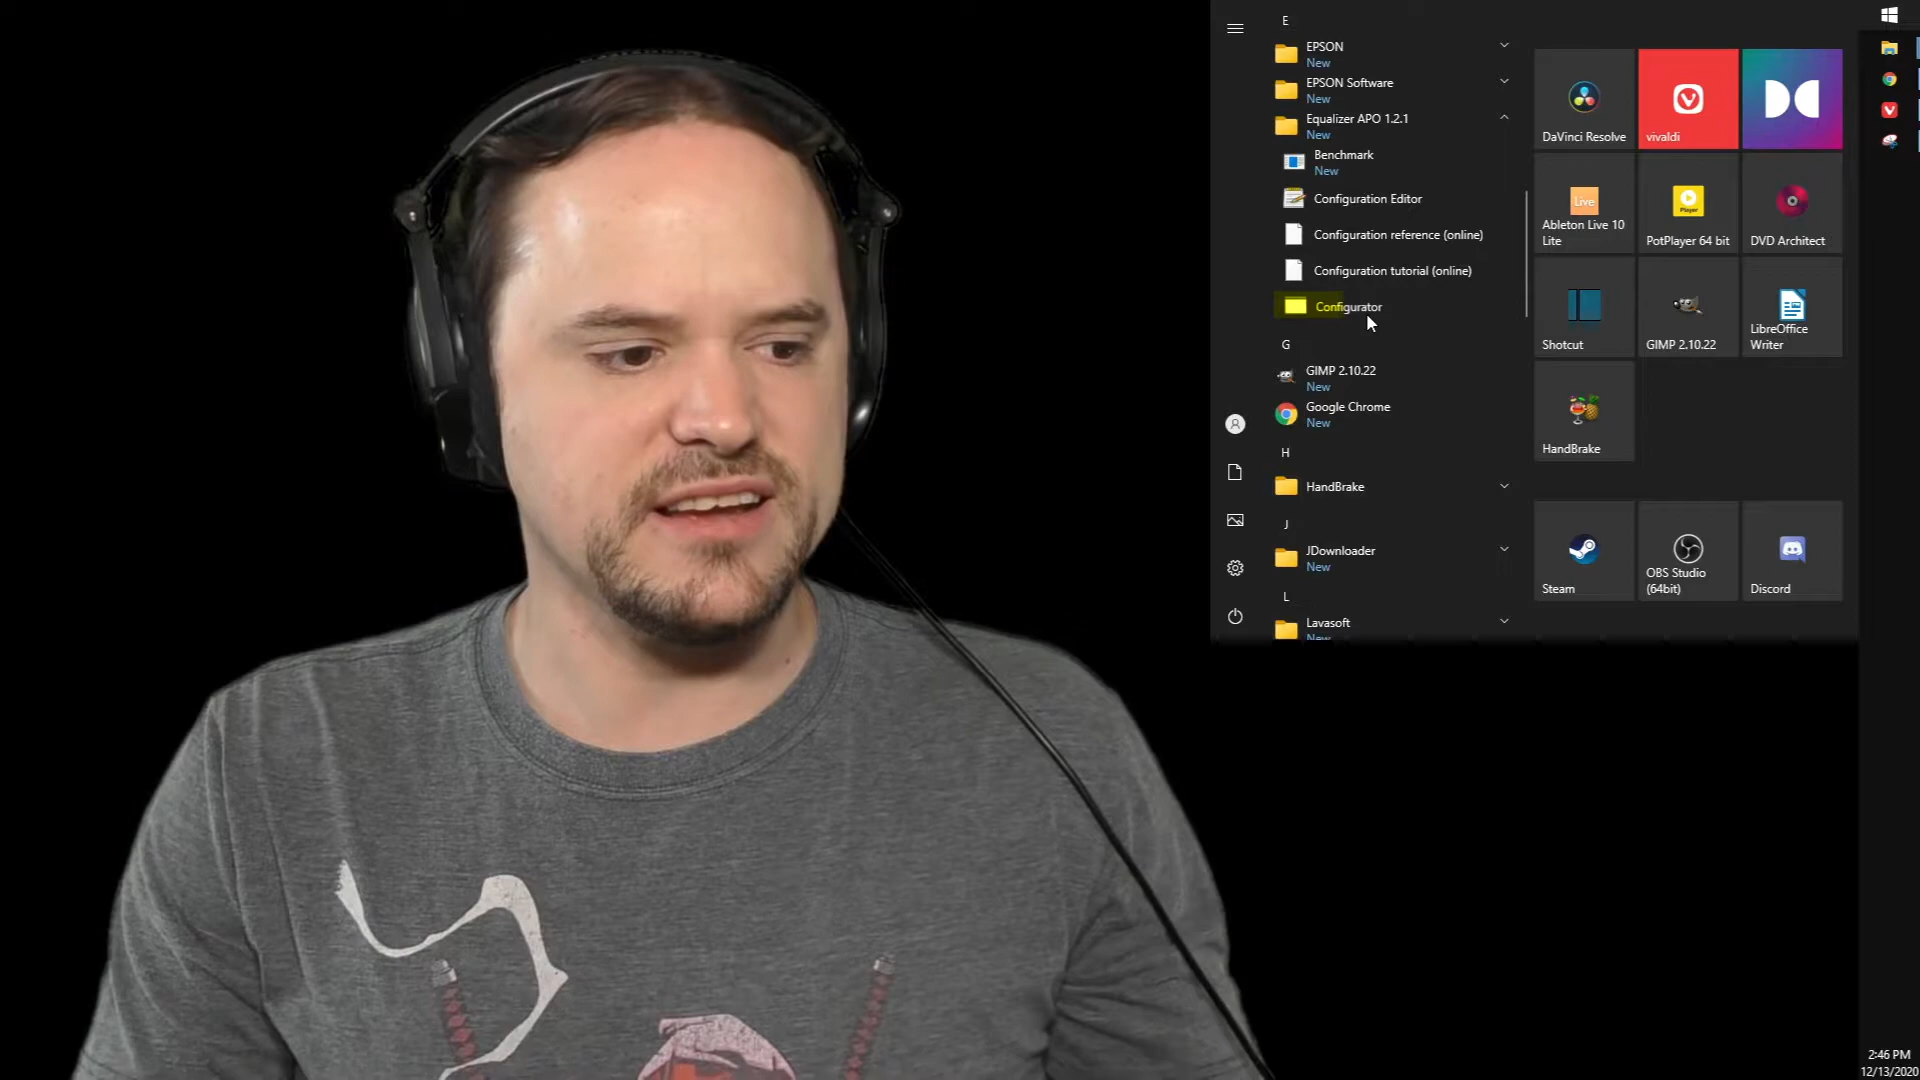 E
EPSON
New
EPSON Software
New
Equalizer APO 1.2.1
New
Benchmark
New
Configuration Editor
Configuration reference (online)
Configuration tutorial (online)
Configurator
G
GIMP 2.10.22
New
Google Chrome
New
H
HandBrake
J
JDownloader
New
L
Lavasoft
New
DaVinci Resolve
vivaldi
Live
Ableton Live 10
Lite
Player
PotPlayer 64 bit
DVD Architect
Shotcut
GIMP 2.10.22
LibreOffice
Writer
HandBrake
Steam
OBS Studio
(64bit)
Discord
2:46 PM
12/13/2020